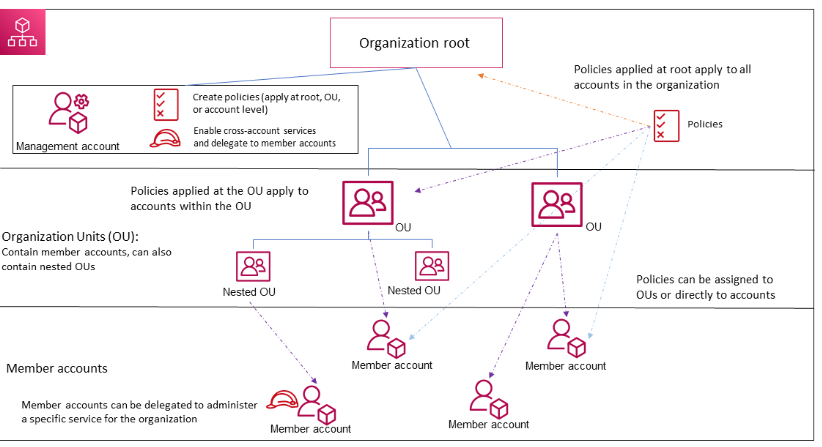 Organization root
Policies applied at root apply to all
accounts in the organization
Create policies (apply at root, OU,
or account level)
Enable cross-account services
and delegate to member accounts
Management account
Policies
Policies applied at the OU apply to
accounts within the OU
OU
OU
Organization Units (OU):
Contain member accounts, can also
contain nested OUs
Nested OU
Nested OU
Policies can be assigned to
OUs or directly to accounts
Member account
Member account
Member accounts
Member accounts can be delegated to administer
a specific service for the organization
Member account
Member account